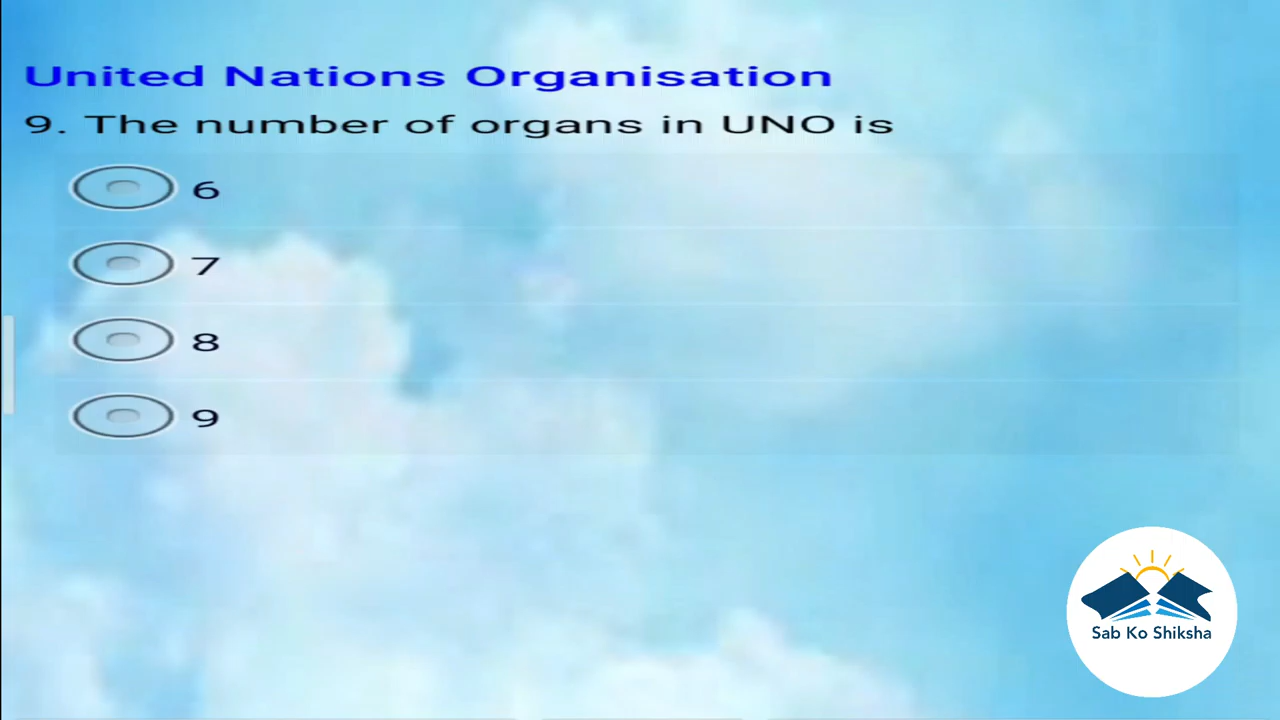 United Nations Organisation
9. The number of organs in UNO is
6
7
8
9
Sab Ko Shiksha